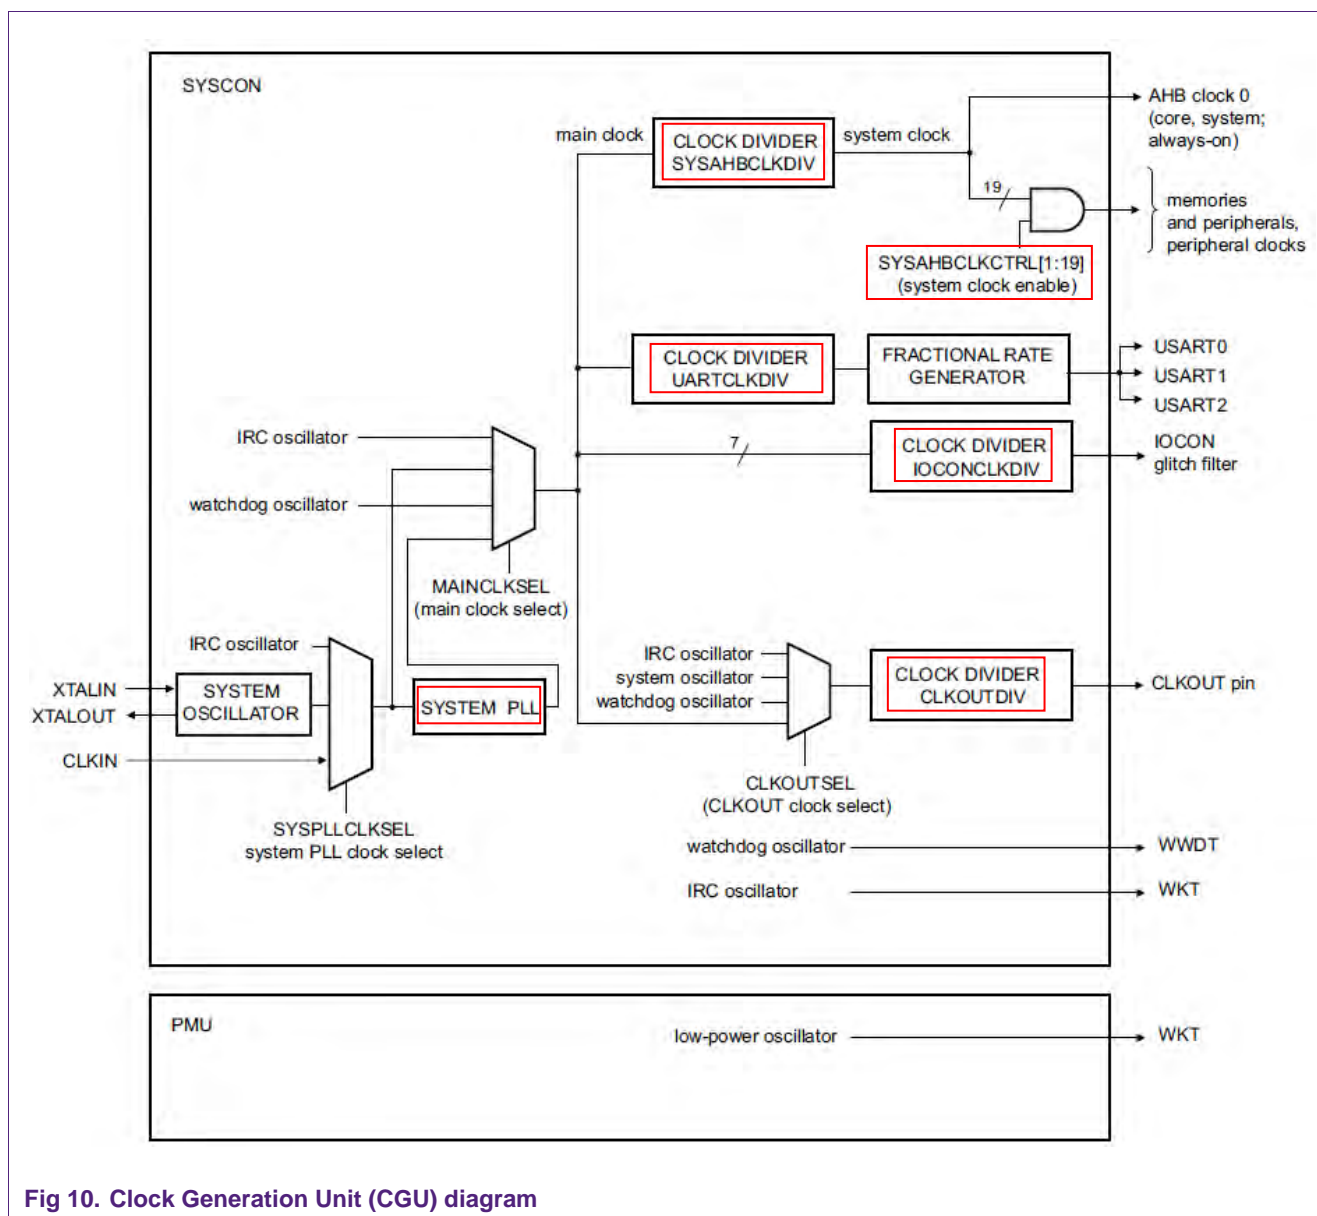 SYSCON
AHB clock 0
(core, system;
always-on)
main clock
CLOCK DIVIDER
SYSAHBCLKDIV
system clock
19
memories
and peripherals,
peripheral clocks
SYSAHBCLKCTRL[1:19]
(system clock enable)
CLOCK DIVIDER
UARTCLKDIV
FRACTIONAL RATE
GENERATOR
USART0
USART1
USART2
IRC oscillator
7
CLOCK DIVIDER
IOCONCLKDIV
IOCON
glitch filter
watchdog oscillator
MAINCLKSEL
(main clock select)
IRC oscillator
XTALIN
XTALOUT
SYSTEM
OSCILLATOR
CLKIN
SYSTEM PLL
IRC oscillator
system oscillator
watchdog oscillator
CLOCK DIVIDER
CLKOUTDIV
CLKOUT pin
CLKOUTSEL
(CLKOUT clock select)
SYSPLLCLKSEL
system PLL clock select
watchdog oscillator
WWDT
IRC oscillator
WKT
PMU
low-power oscillator
WKT
Fig 10. Clock Generation Unit (CGU) diagram